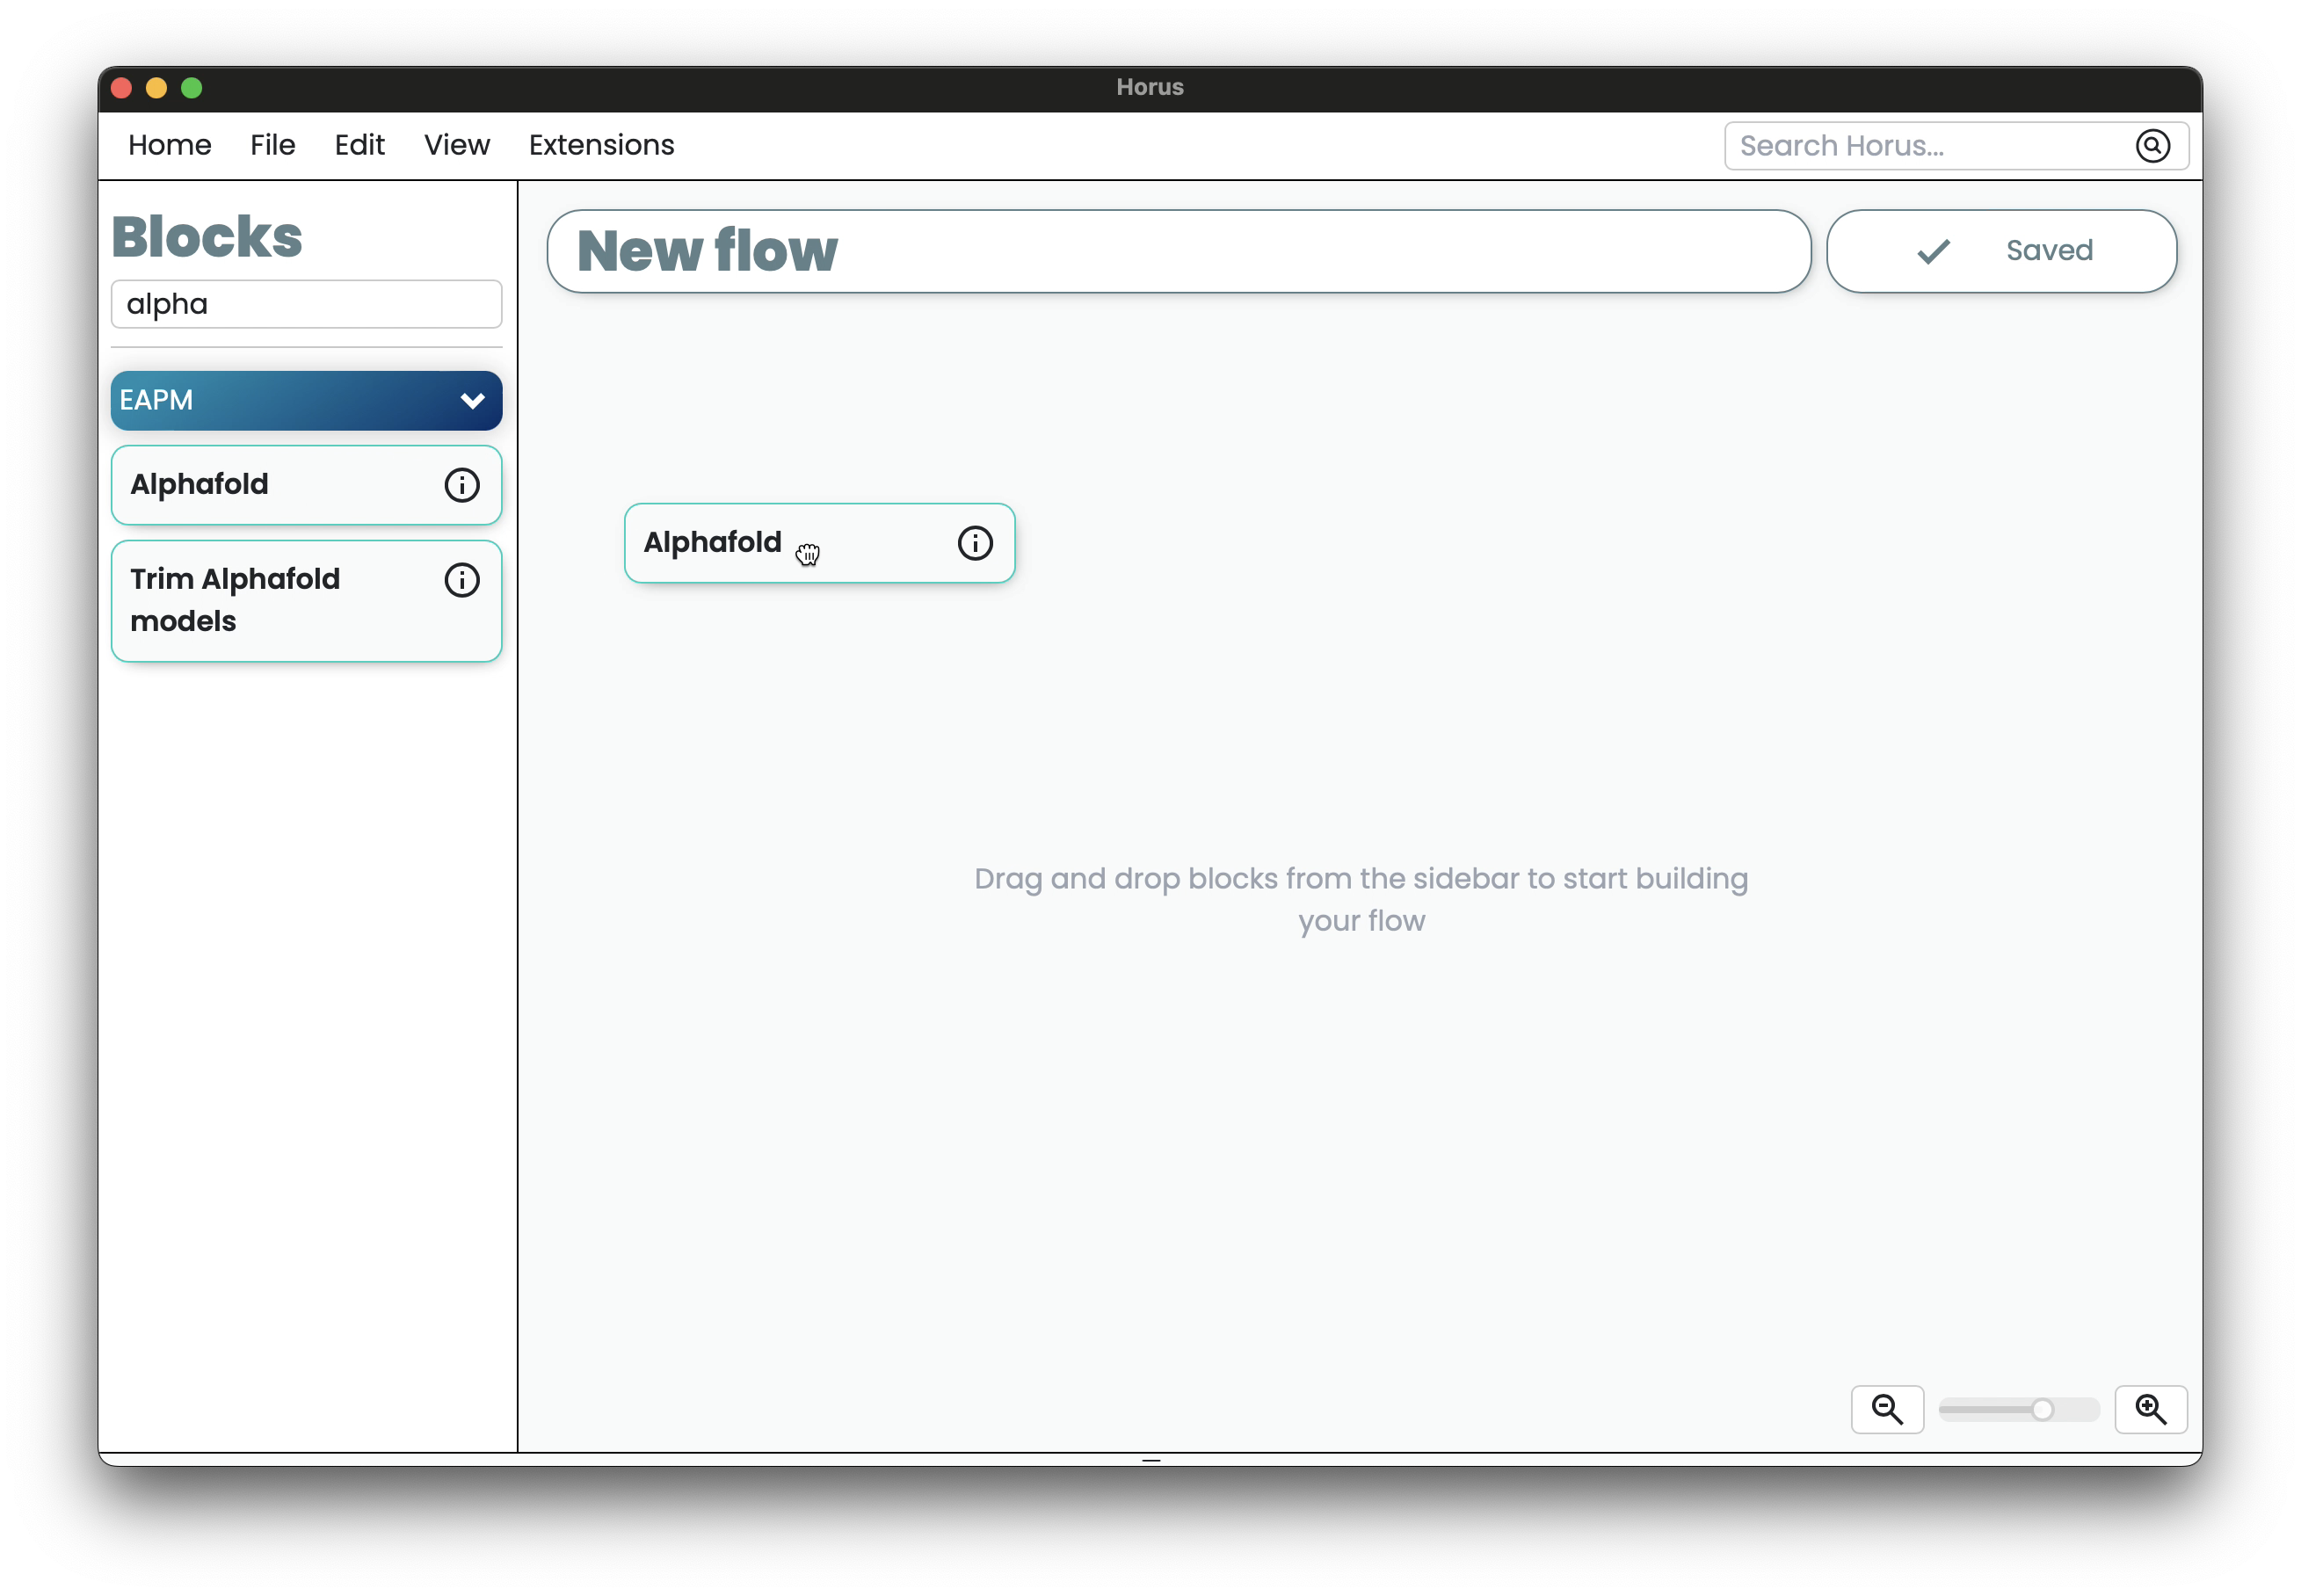 Horus
Home File Edit View Extensions
Search Horus...
Blocks
alpha
EAPM
Alphafold
Trim Alphafold
models
New flow
Saved
Alphafold
Drag and drop blocks from the sidebar to start building
your flow